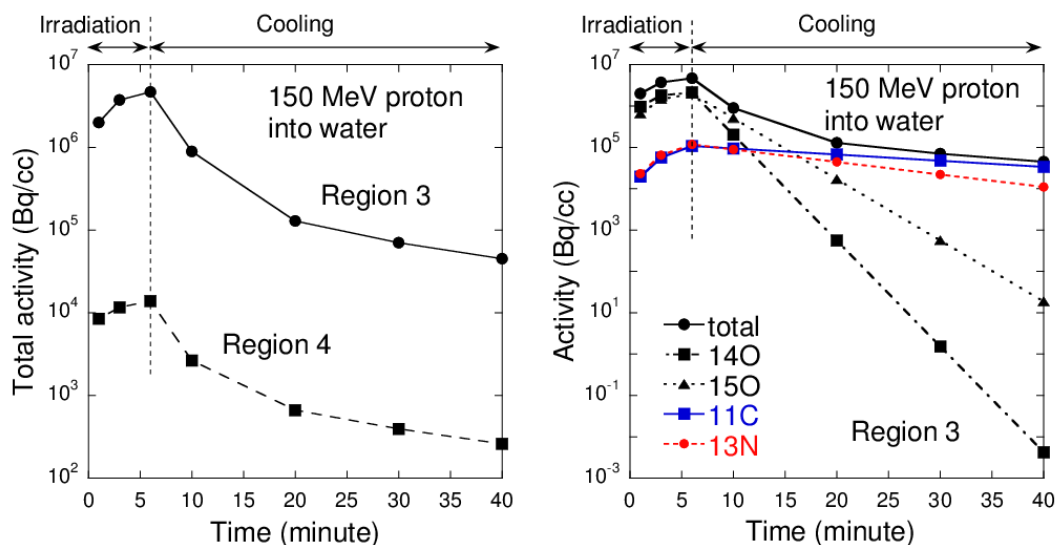 Irradiation
Cooling
10^7
10^6
10^5
10^4
10^3
10^2
Total activity (Bq/cc)
150 MeV proton
into water
Region 3
Region 4
0 5 10 15 20 25 30 35 40
Time (minute)
Irradiation
Cooling
10^7
10^5
10^3
10^1
10^-1
10^-3
Activity (Bq/cc)
150 MeV proton
into water
total
14O
15O
11C
13N
Region 3
0 5 10 15 20 25 30 35 40
Time (minute)